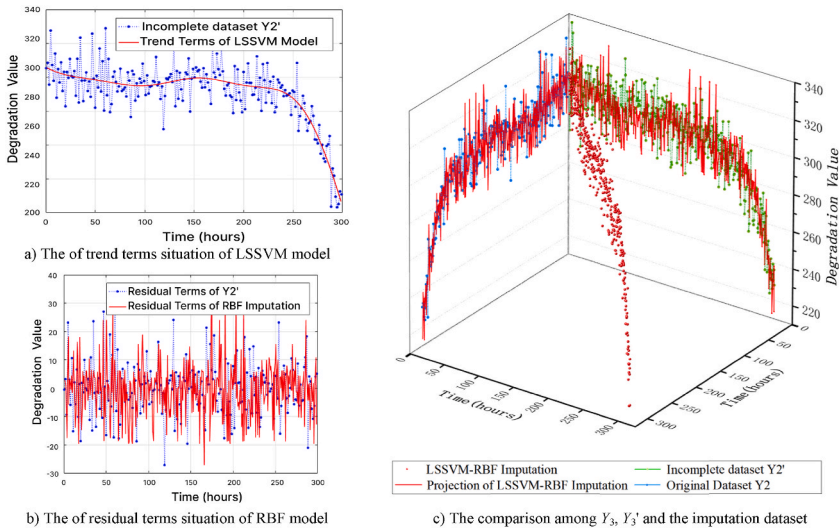 340
320
300
280
260
240
220
200
Degradation Value
Incomplete dataset Y2'
Trend Terms of LSSVM Model
0 50 100 150 200 250 300
Time (hours)
a) The of trend terms situation of LSSVM model
40
30
20
10
0
-10
-20
-30
Degradation Value
Residual Terms of Y2'
Residual Terms of RBF Imputation
0 50 100 150 200 250 300
Time (hours)
b) The of residual terms situation of RBF model
340
320
300
280
260
240
220
Degradation Value
0 50 100 150 200 250 300
Time(hours)
0 50 100 150 200 250 300
Time(hours)
LSSVM-RBF Imputation
Incomplete dataset Y2'
Projection of LSSVM-RBF Imputation
Original Dataset Y2
c) The comparison among Y₃, Y₃' and the imputation dataset